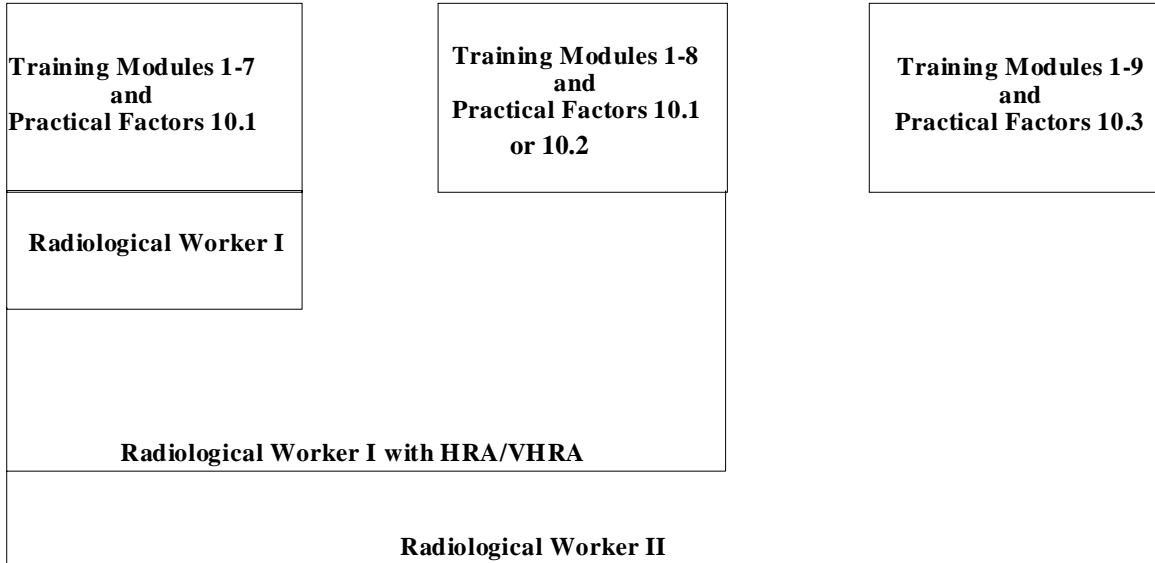 Training Modules 1-7
and
Practical Factors 10.1
Training Modules 1-8
and
Practical Factors 10.1
or 10.2
Training Modules 1-9
and
Practical Factors 10.3
Radiological Worker I
Radiological Worker I with HRA/VHRA
Radiological Worker II